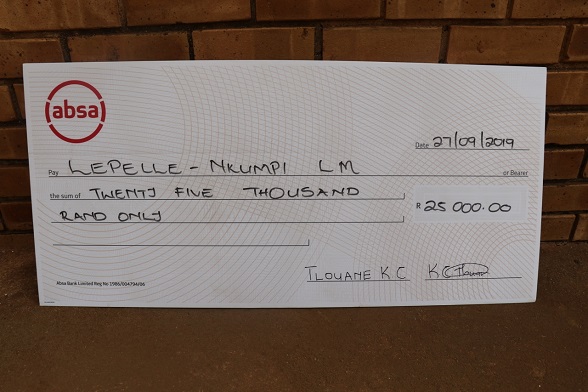 absa
Date 27/09/2019
Pay LEPELLE - NKUMPI LM or Bearer
the sum of TWENTY FIVE THOUSAND
RAND ONLY
R 25 000.00
TLOUANE K C
Absa Bank Limited Reg No 1986/004794/06